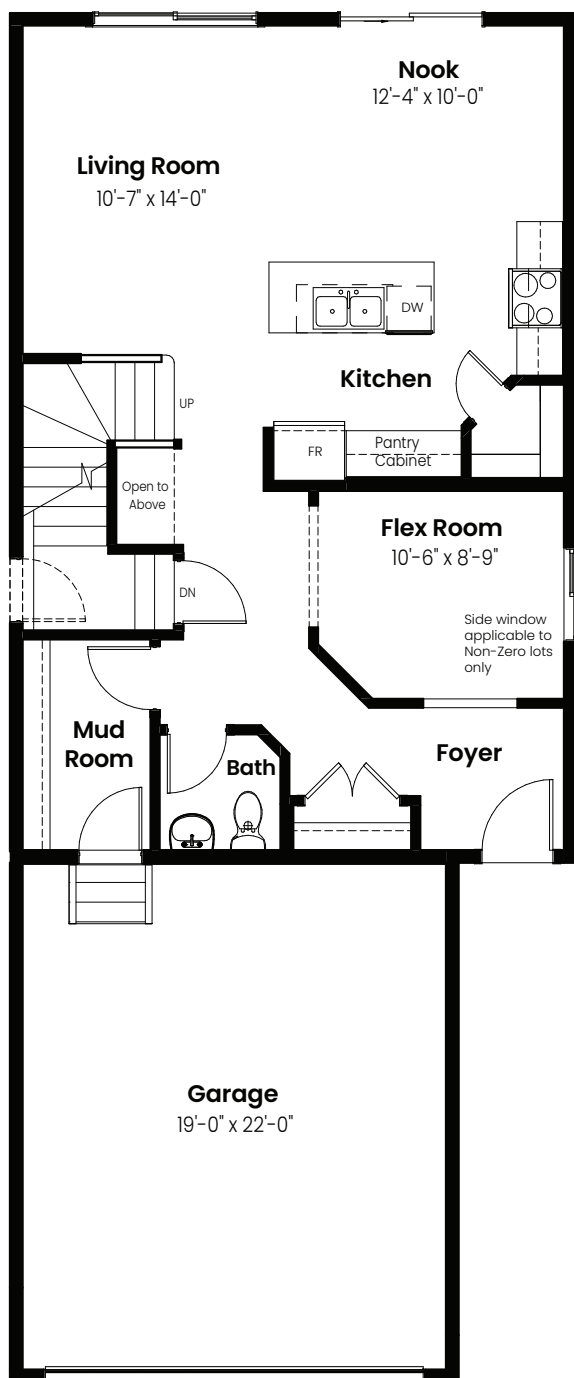 Nook
12'-4" x 10'-0"
Living Room
10'-7" x 14'-0"
DW
Kitchen
UP
FR
Pantry
Cabinet
Open to
Above
Flex Room
10'-6" x 8'-9"
DN
Side window
applicable to
Non-Zero lots
only
Mud
Room
Bath
Foyer
Garage
19'-0" x 22'-0"